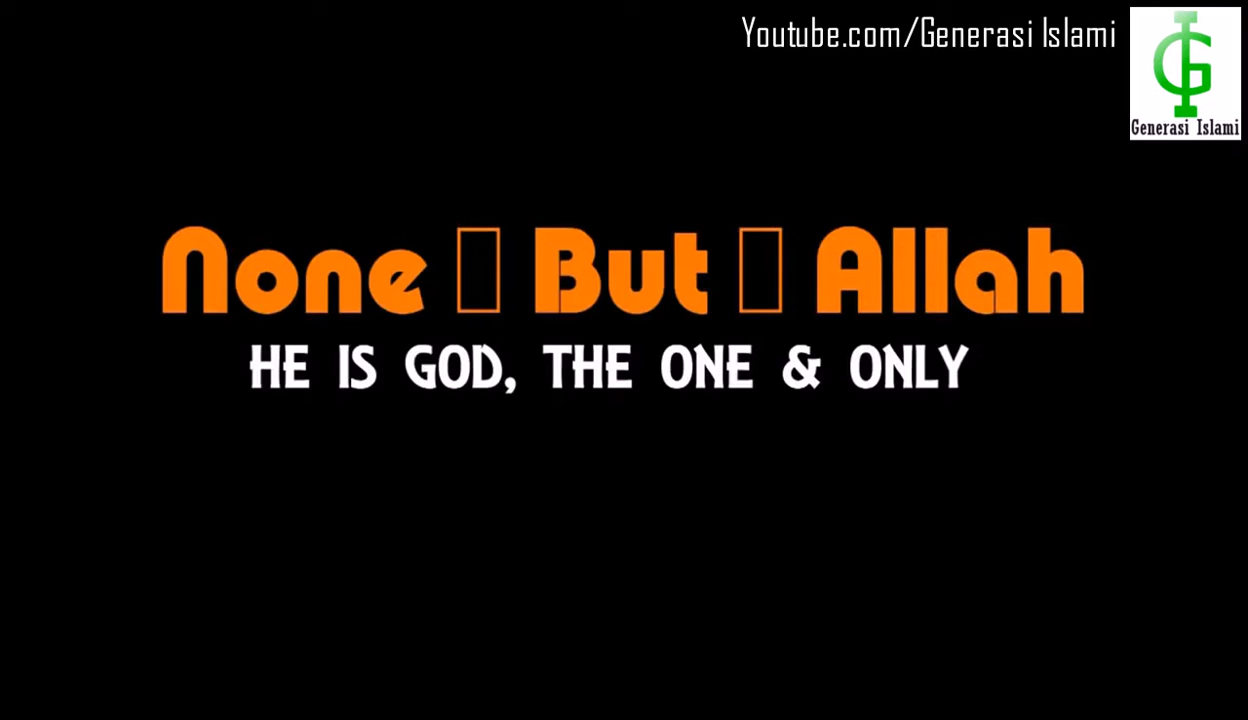 Youtube.com/Generasi Islami
Generasi Islami
None □ But □ Allah
HE IS GOD, THE ONE & ONLY